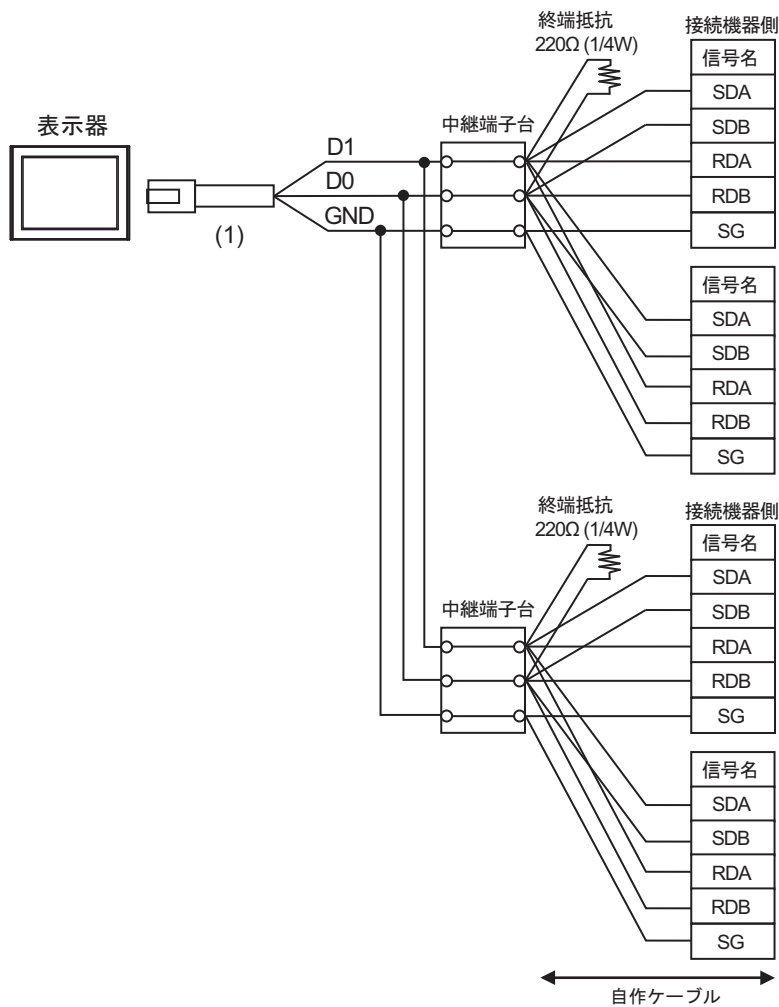 終端抵抗
220Ω (1/4W)
接続機器側
信号名
SDA
SDB
RDA
RDB
SG
表示器
中継端子台
D1
D0
GND
(1)
信号名
SDA
SDB
RDA
RDB
SG
終端抵抗
220Ω (1/4W)
接続機器側
信号名
SDA
SDB
RDA
RDB
SG
中継端子台
信号名
SDA
SDB
RDA
RDB
SG
自作ケーブル